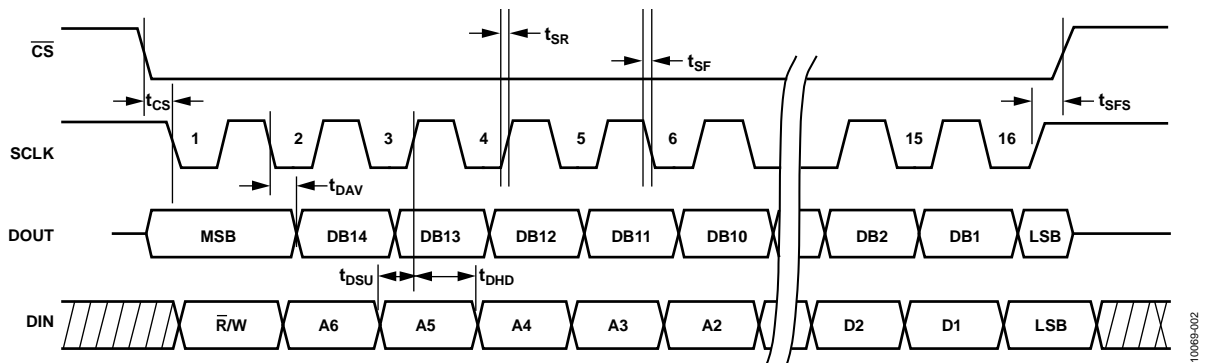 CS
tSR
tSF
tCS
tSFS
SCLK
1 2 3 4 5 6 15 16
tDAV
DOUT
MSB DB14 DB13 DB12 DB11 DB10 DB2 DB1 LSB
tDSU tDHD
DIN
R/W A6 A5 A4 A3 A2 D2 D1 LSB
10069-002